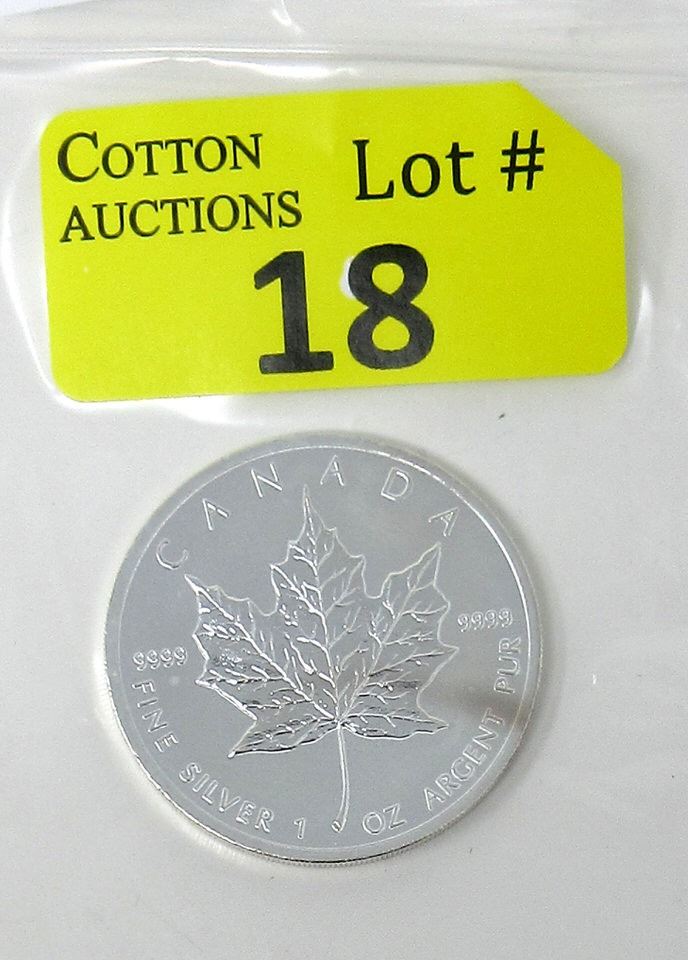 COTTON
AUCTIONS
Lot #
18
CANADA
9999
9999
FINE SILVER 1 OZ ARGENT PUR